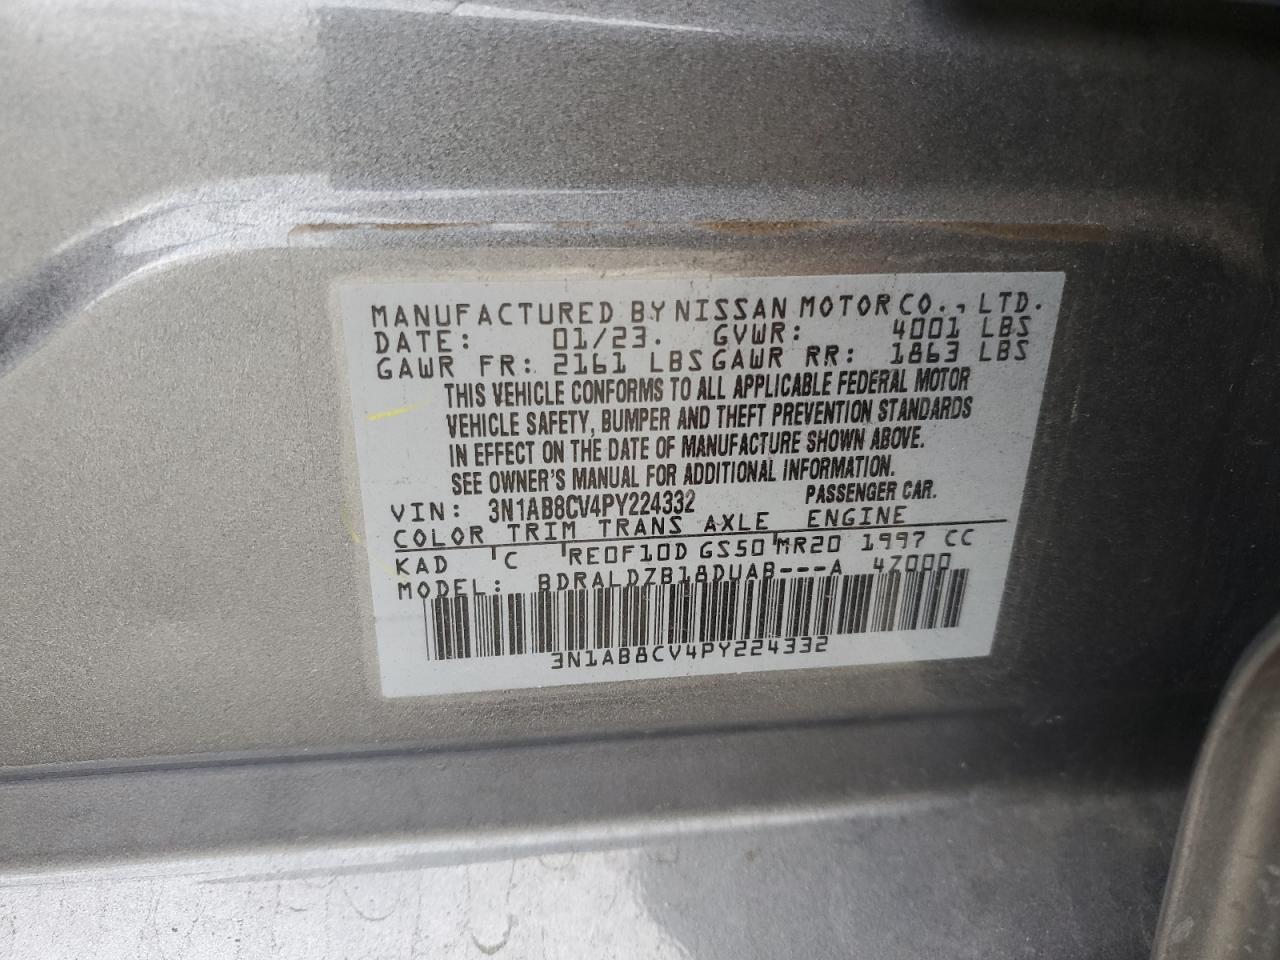 MANUFACTURED BY NISSAN MOTOR CO., LTD.
DATE: 01/23. GVWR: 4001 LBS
GAWR FR: 2161 LBS GAWR RR: 1863 LBS
THIS VEHICLE CONFORMS TO ALL APPLICABLE FEDERAL MOTOR
VEHICLE SAFETY, BUMPER AND THEFT PREVENTION STANDARDS
IN EFFECT ON THE DATE OF MANUFACTURE SHOWN ABOVE.
SEE OWNER'S MANUAL FOR ADDITIONAL INFORMATION.
VIN: 3N1AB8CV4PY224332 PASSENGER CAR.
COLOR TRIM TRANS AXLE ENGINE
KAD C RE0F10D GS50 MR20 1997 CC
MODEL: BDRALDZB18DUAB---A 4Z000
3N1AB8CV4PY224332